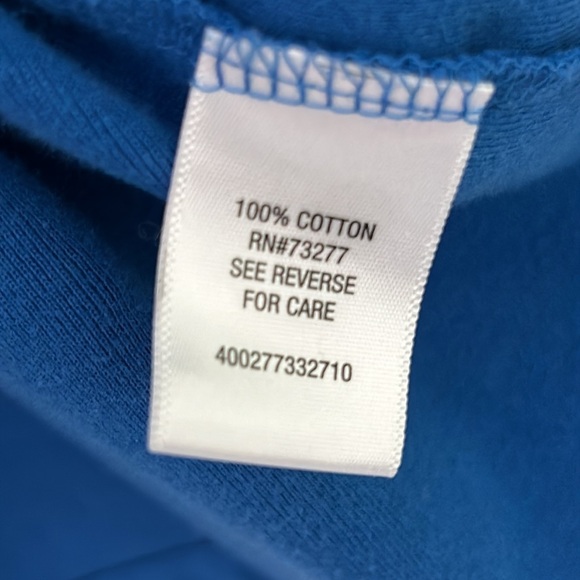 100% COTTON
RN#73277
SEE REVERSE
FOR CARE
400277332710